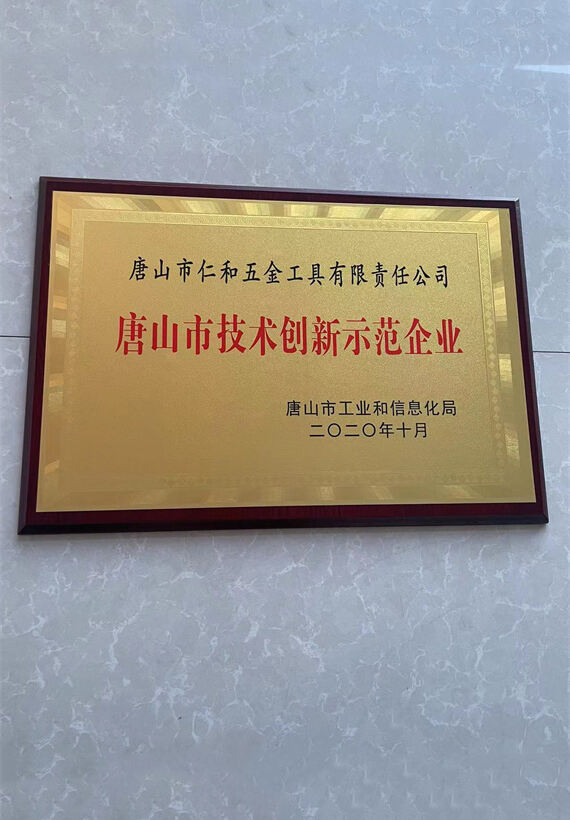 唐山市仁和五金工具有限责任公司
唐山市技术创新示范企业
唐山市工业和信息化局
二〇二〇年十月